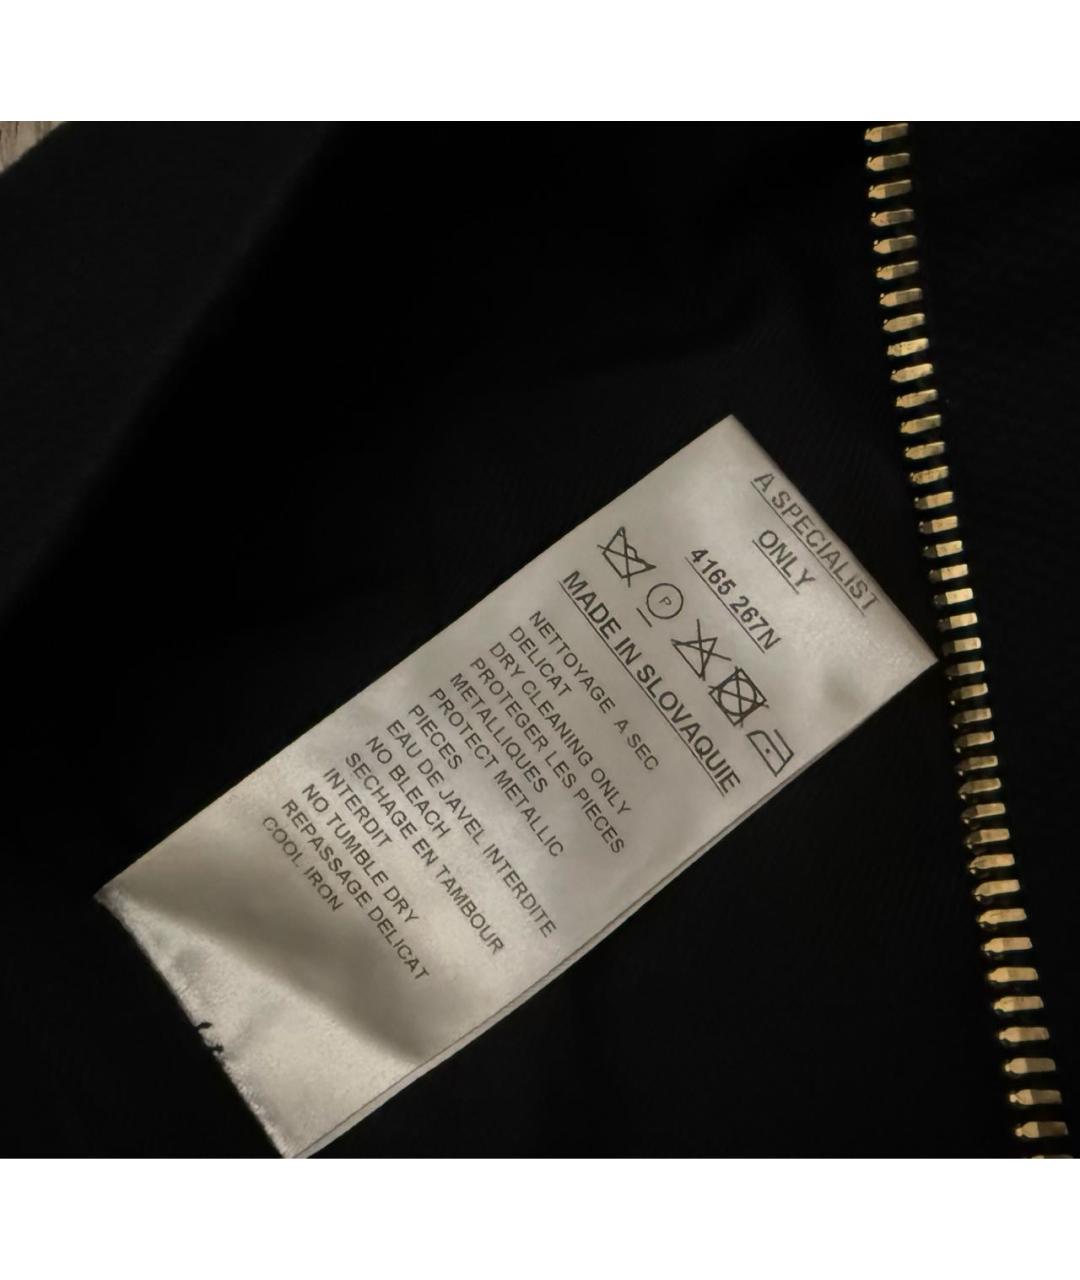 A SPECIALIST
ONLY
4165 267N
P
MADE IN SLOVAQUIE
NETTOYAGE A SEC
DELICAT
DRY CLEANING ONLY
PROTEGER LES PIECES
METALLIQUES
PROTECT METALLIC
PIECES
EAU DE JAVEL INTERDITE
NO BLEACH
SECHAGE EN TAMBOUR
INTERDIT
NO TUMBLE DRY
REPASSAGE DELICAT
COOL IRON